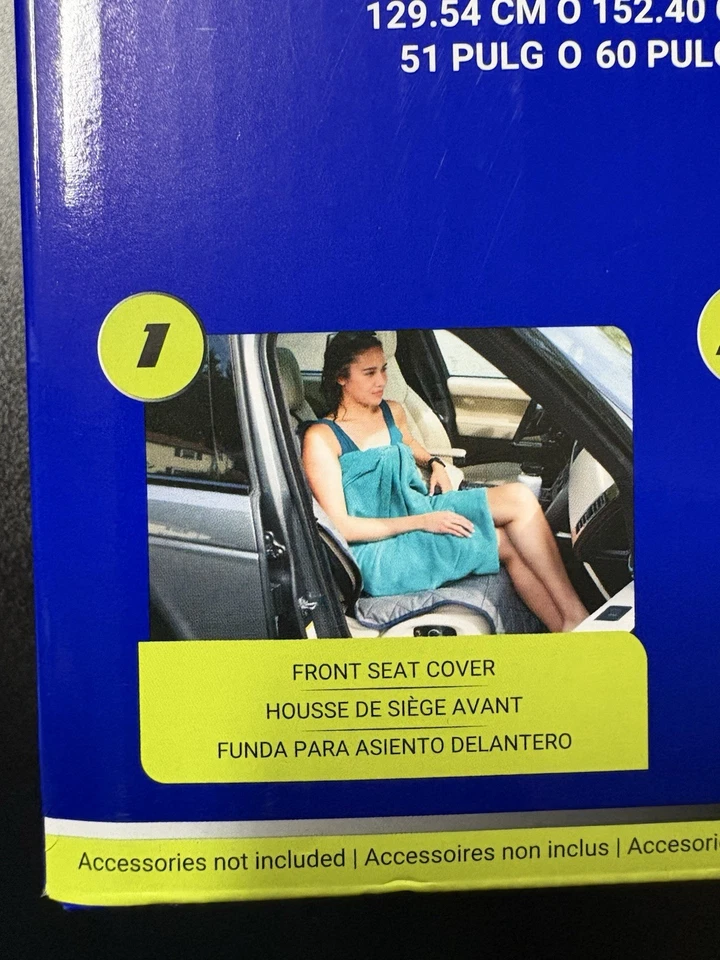 129.54 CM O 152.40
51 PULG O 60
1
FRONT SEAT COVER
HOUSSE DE SIÈGE AVANT
FUNDA PARA ASIENTO DELANTERO
Accessories not included | Accessoires non inclus |